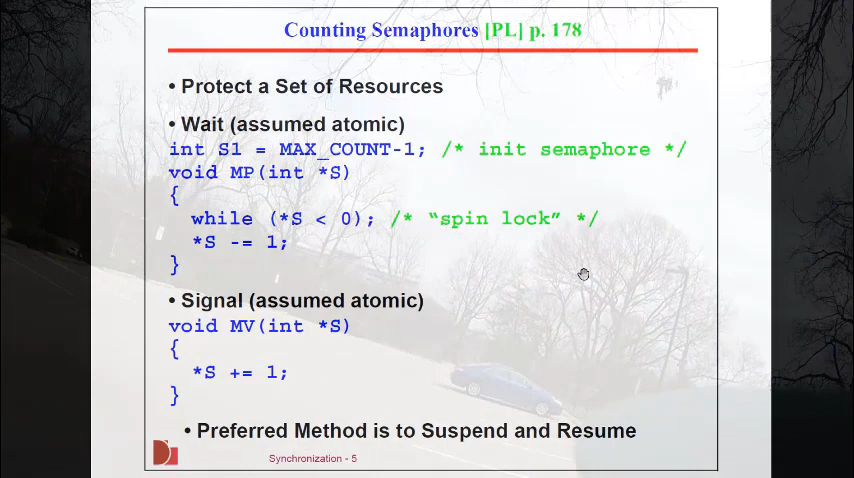 Counting Semaphores [PL] p. 178
• Protect a Set of Resources
• Wait (assumed atomic)
int S1 = MAX_COUNT-1; /* init semaphore */
void MP(int *S)
{
while (*S < 0); /* “spin lock” */
*S -= 1;
}
• Signal (assumed atomic)
void MV(int *S)
{
*S += 1;
}
• Preferred Method is to Suspend and Resume
Synchronization - 5